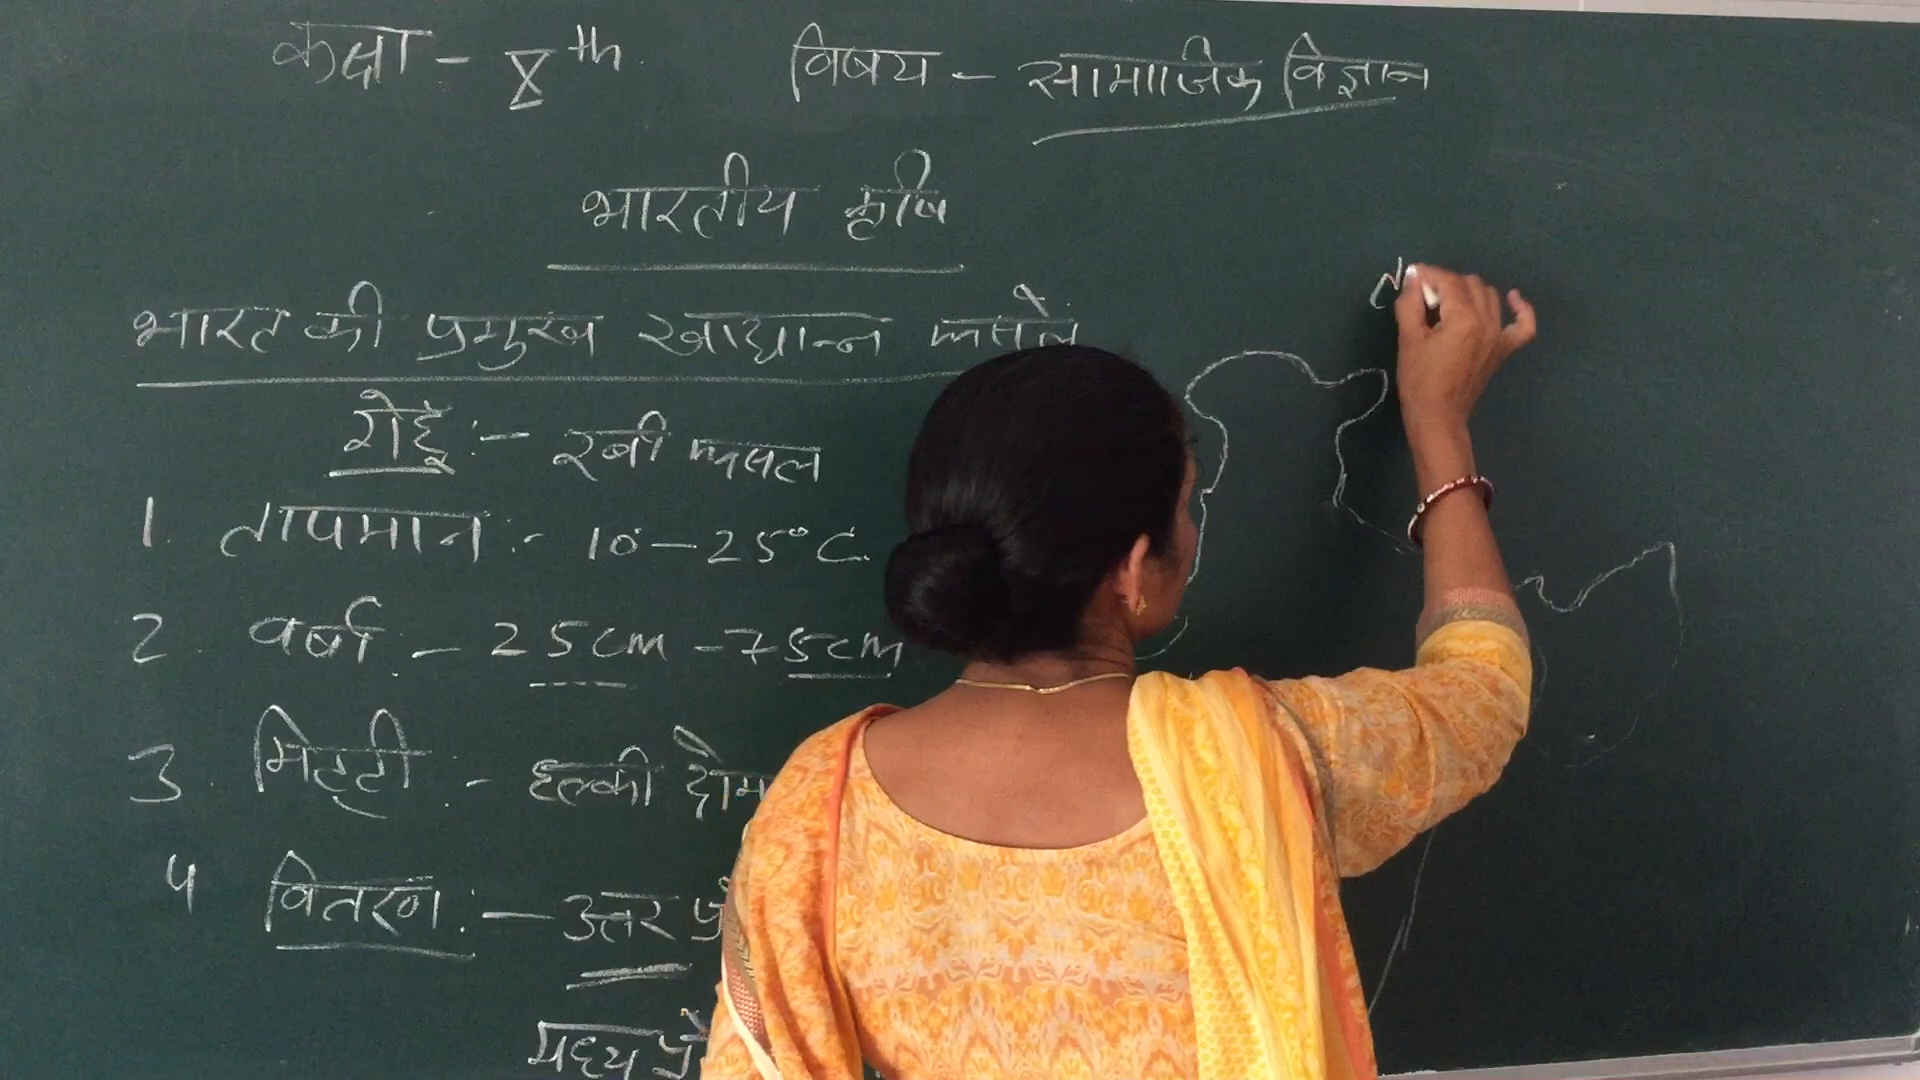 कक्षा - X th विषय - सामाजिक विज्ञान
भारतीय कृषि
भारत की प्रमुख खाद्यान्न फसले
गेहूँ :- रबी फसल
1. तापमान :- 10° - 25°C.
2. वर्षा :- 25cm - 75cm
3. मिट्टी :- हल्की
4 वितरण :- उत्तर
मध्य